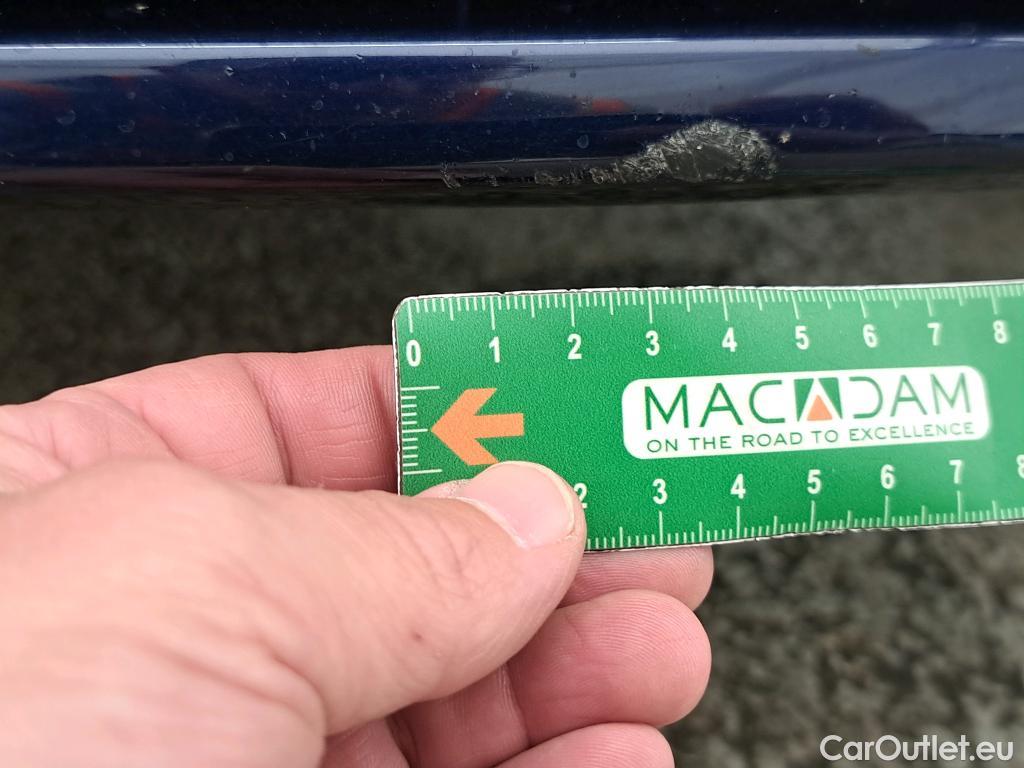 0 1 2 3 4 5 6 7 8
MACADAM
ON THE ROAD TO EXCELLENCE
2 3 4 5 6 7 8
CarOutlet.eu